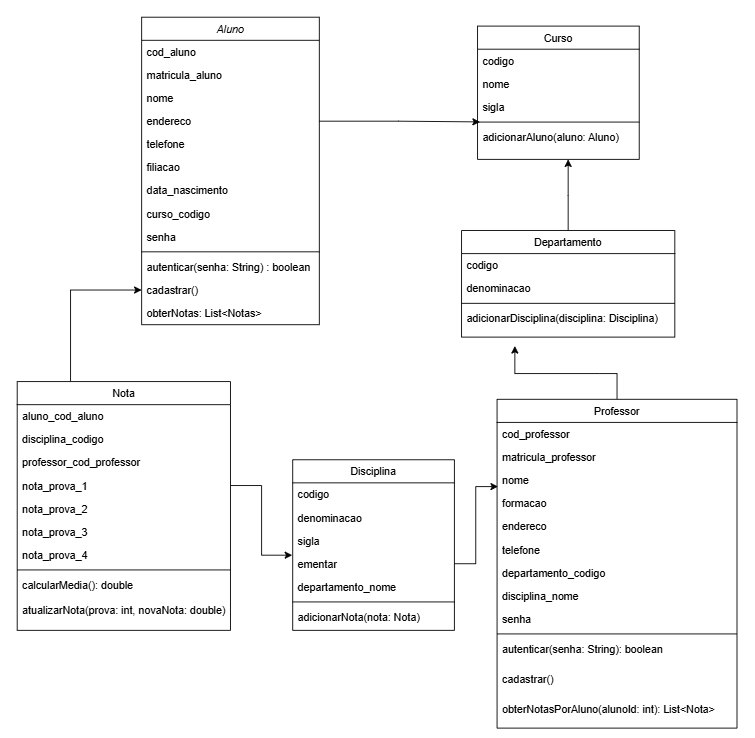 Aluno
cod_aluno
matricula_aluno
nome
endereco
telefone
filiacao
data_nascimento
curso_codigo
senha
autenticar(senha: String) : boolean
cadastrar()
obterNotas: List<Notas>
Curso
codigo
nome
sigla
adicionarAluno(aluno: Aluno)
Departamento
codigo
denominacao
adicionarDisciplina(disciplina: Disciplina)
Nota
aluno_cod_aluno
disciplina_codigo
professor_cod_professor
nota_prova_1
nota_prova_2
nota_prova_3
nota_prova_4
calcularMedia(): double
atualizarNota(prova: int, novaNota: double)
Disciplina
codigo
denominacao
sigla
ementar
departamento_nome
adicionarNota(nota: Nota)
Professor
cod_professor
matricula_professor
nome
formacao
endereco
telefone
departamento_codigo
disciplina_nome
senha
autenticar(senha: String): boolean
cadastrar()
obterNotasPorAluno(alunoId: int): List<Nota>